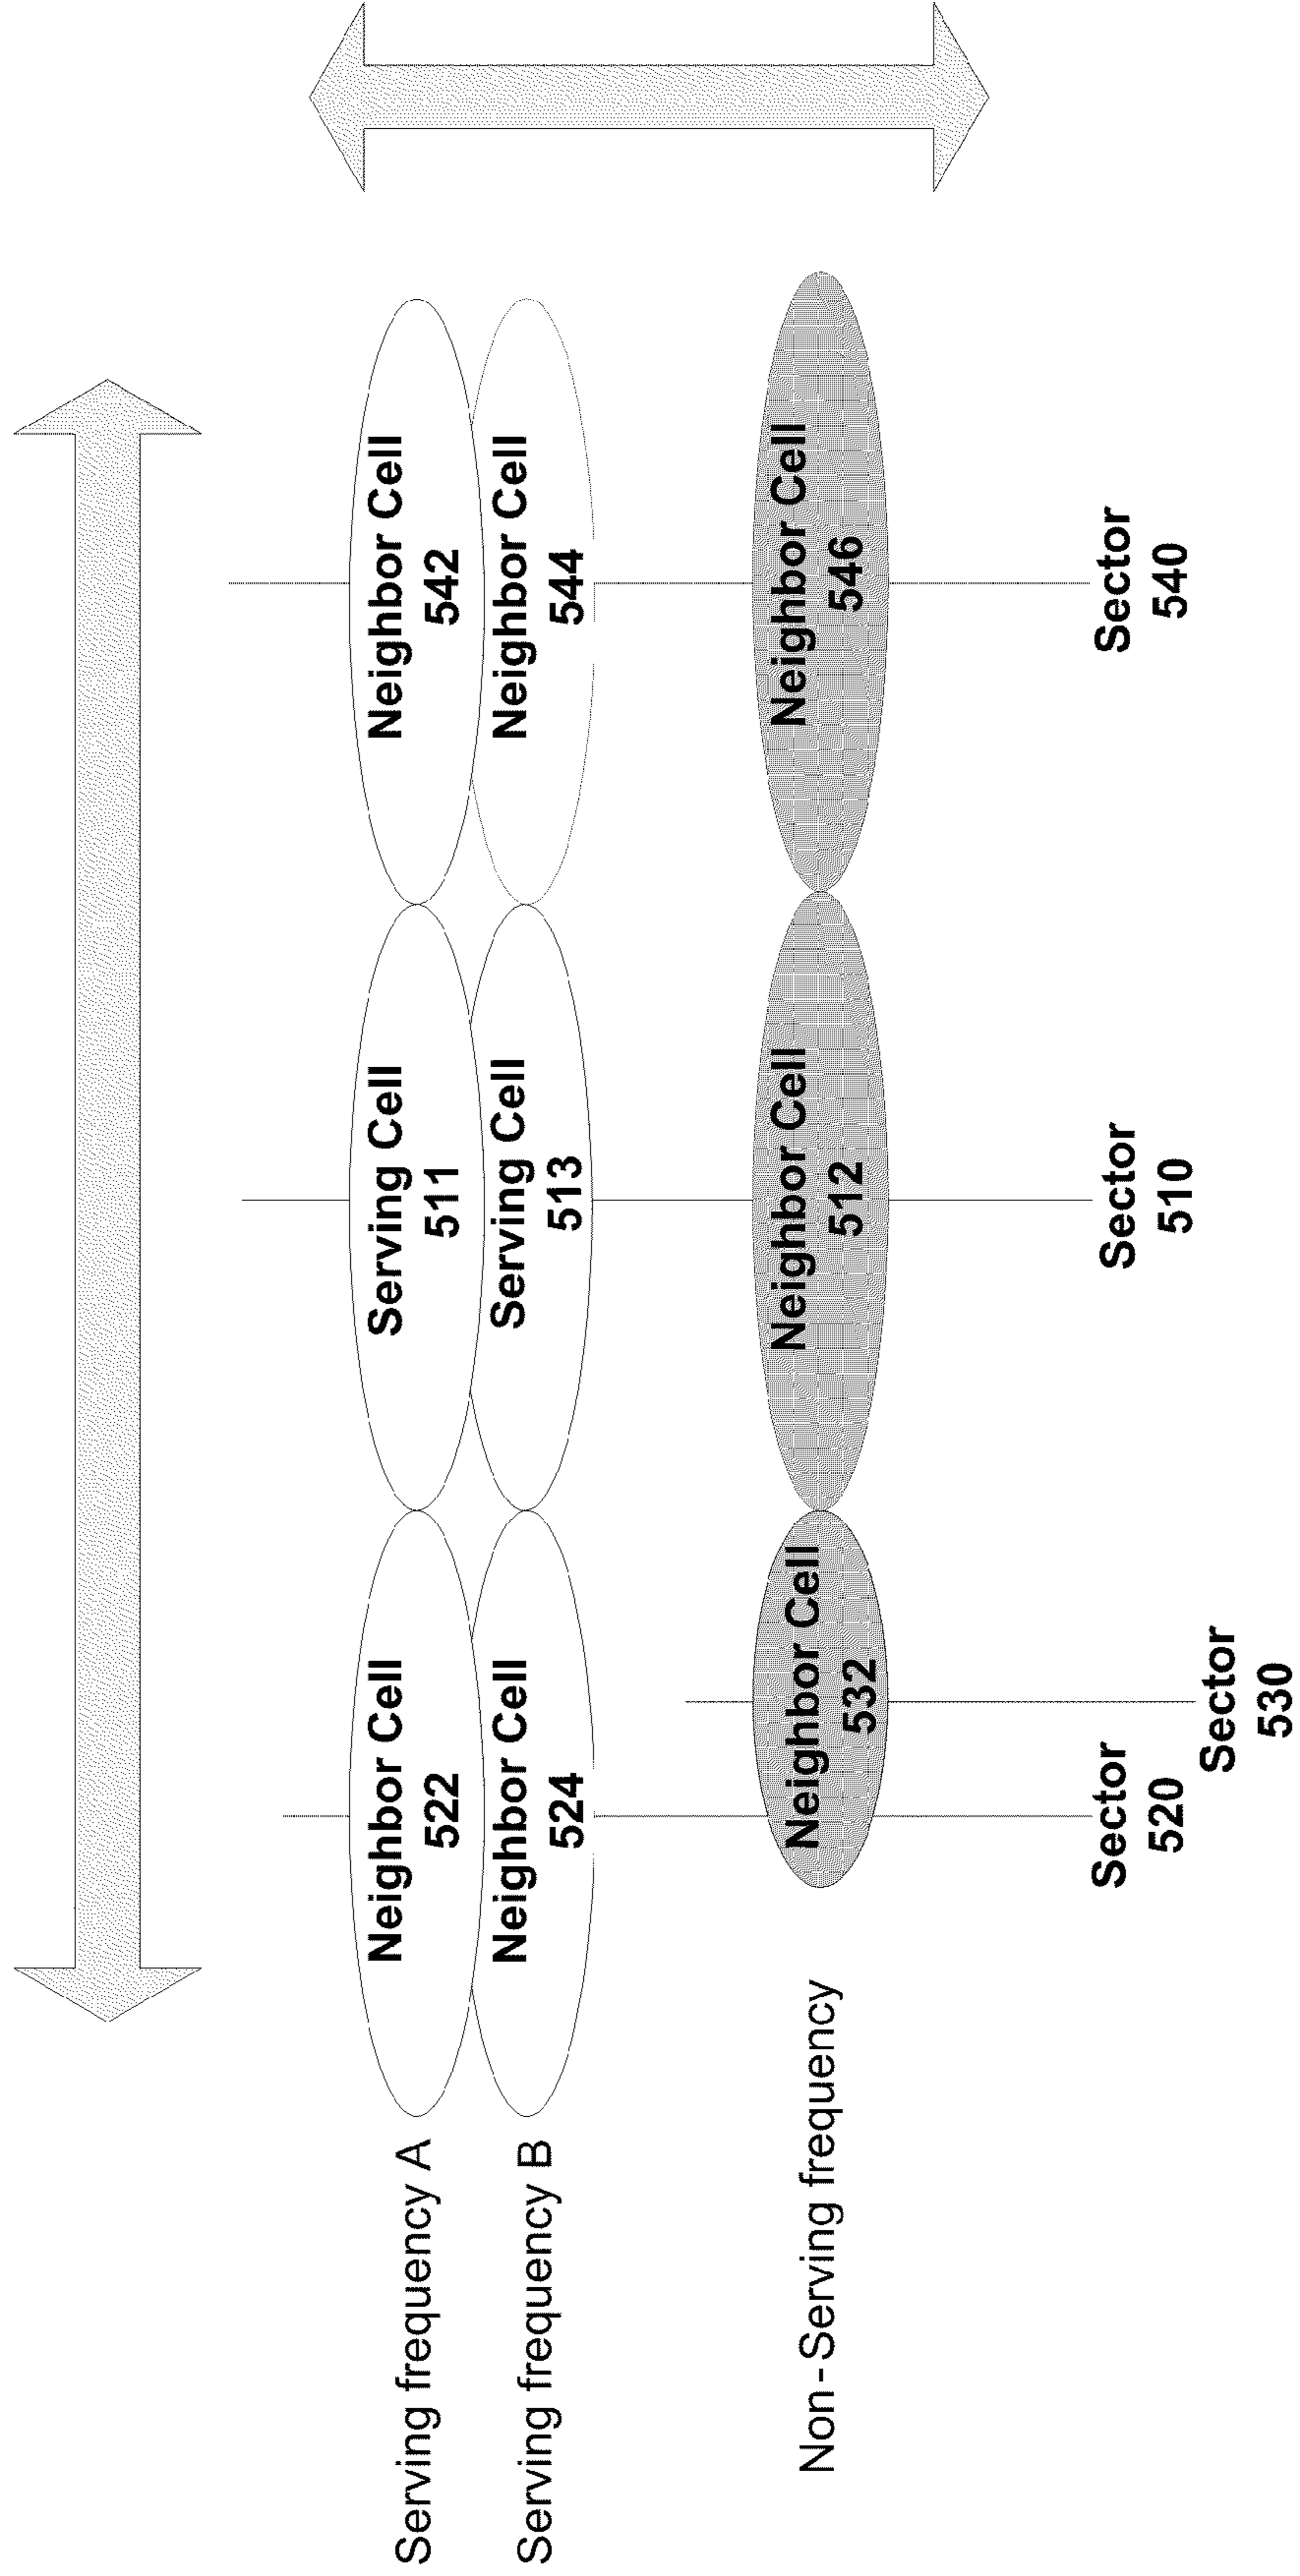 Serving frequency A
Neighbor Cell
522
Serving Cell
511
Neighbor Cell
542
Serving frequency B
Neighbor Cell
524
Serving Cell
513
Neighbor Cell
544
Non-Serving frequency
Neighbor Cell
532
Neighbor Cell
512
Neighbor Cell
546
Sector
520
Sector
530
Sector
510
Sector
540